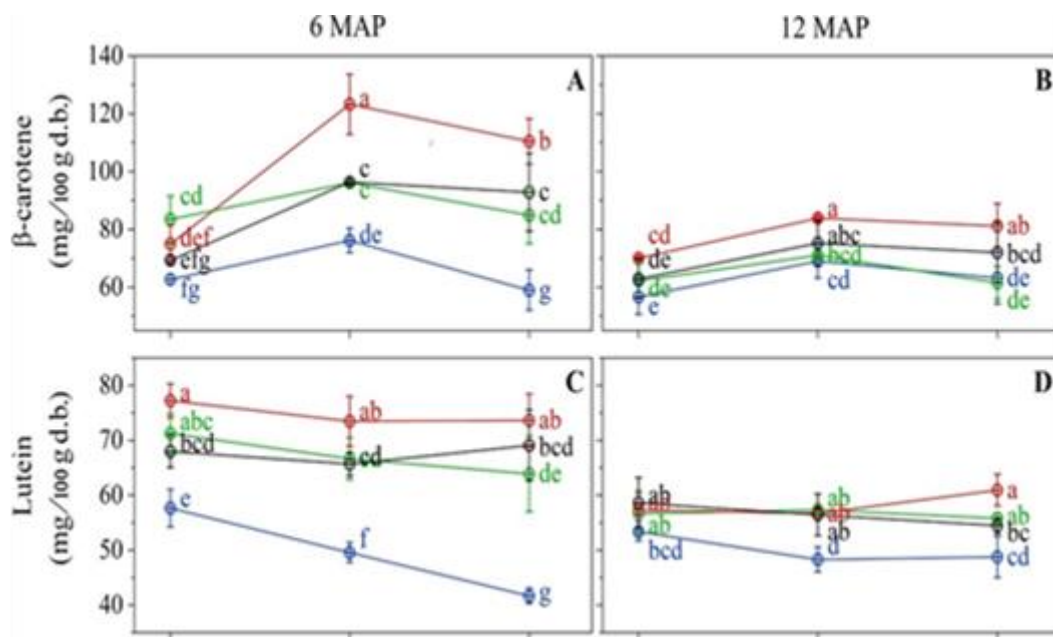 6 MAP 12 MAP
β-carotene
(mg/100 g d.b.)
140
120
100
80
60
A
cd
def
efg
fg
a
c
c
de
b
c
cd
g
B
cd
de
de
e
a
abc
bcd
cd
ab
bcd
de
de
Lutein
(mg/100 g d.b.)
80
70
60
50
40
C
a
abc
bcd
e
ab
cd
f
ab
bcd
de
g
D
ab
ab
ab
bcd
ab
ab
ab
d
a
ab
bc
cd